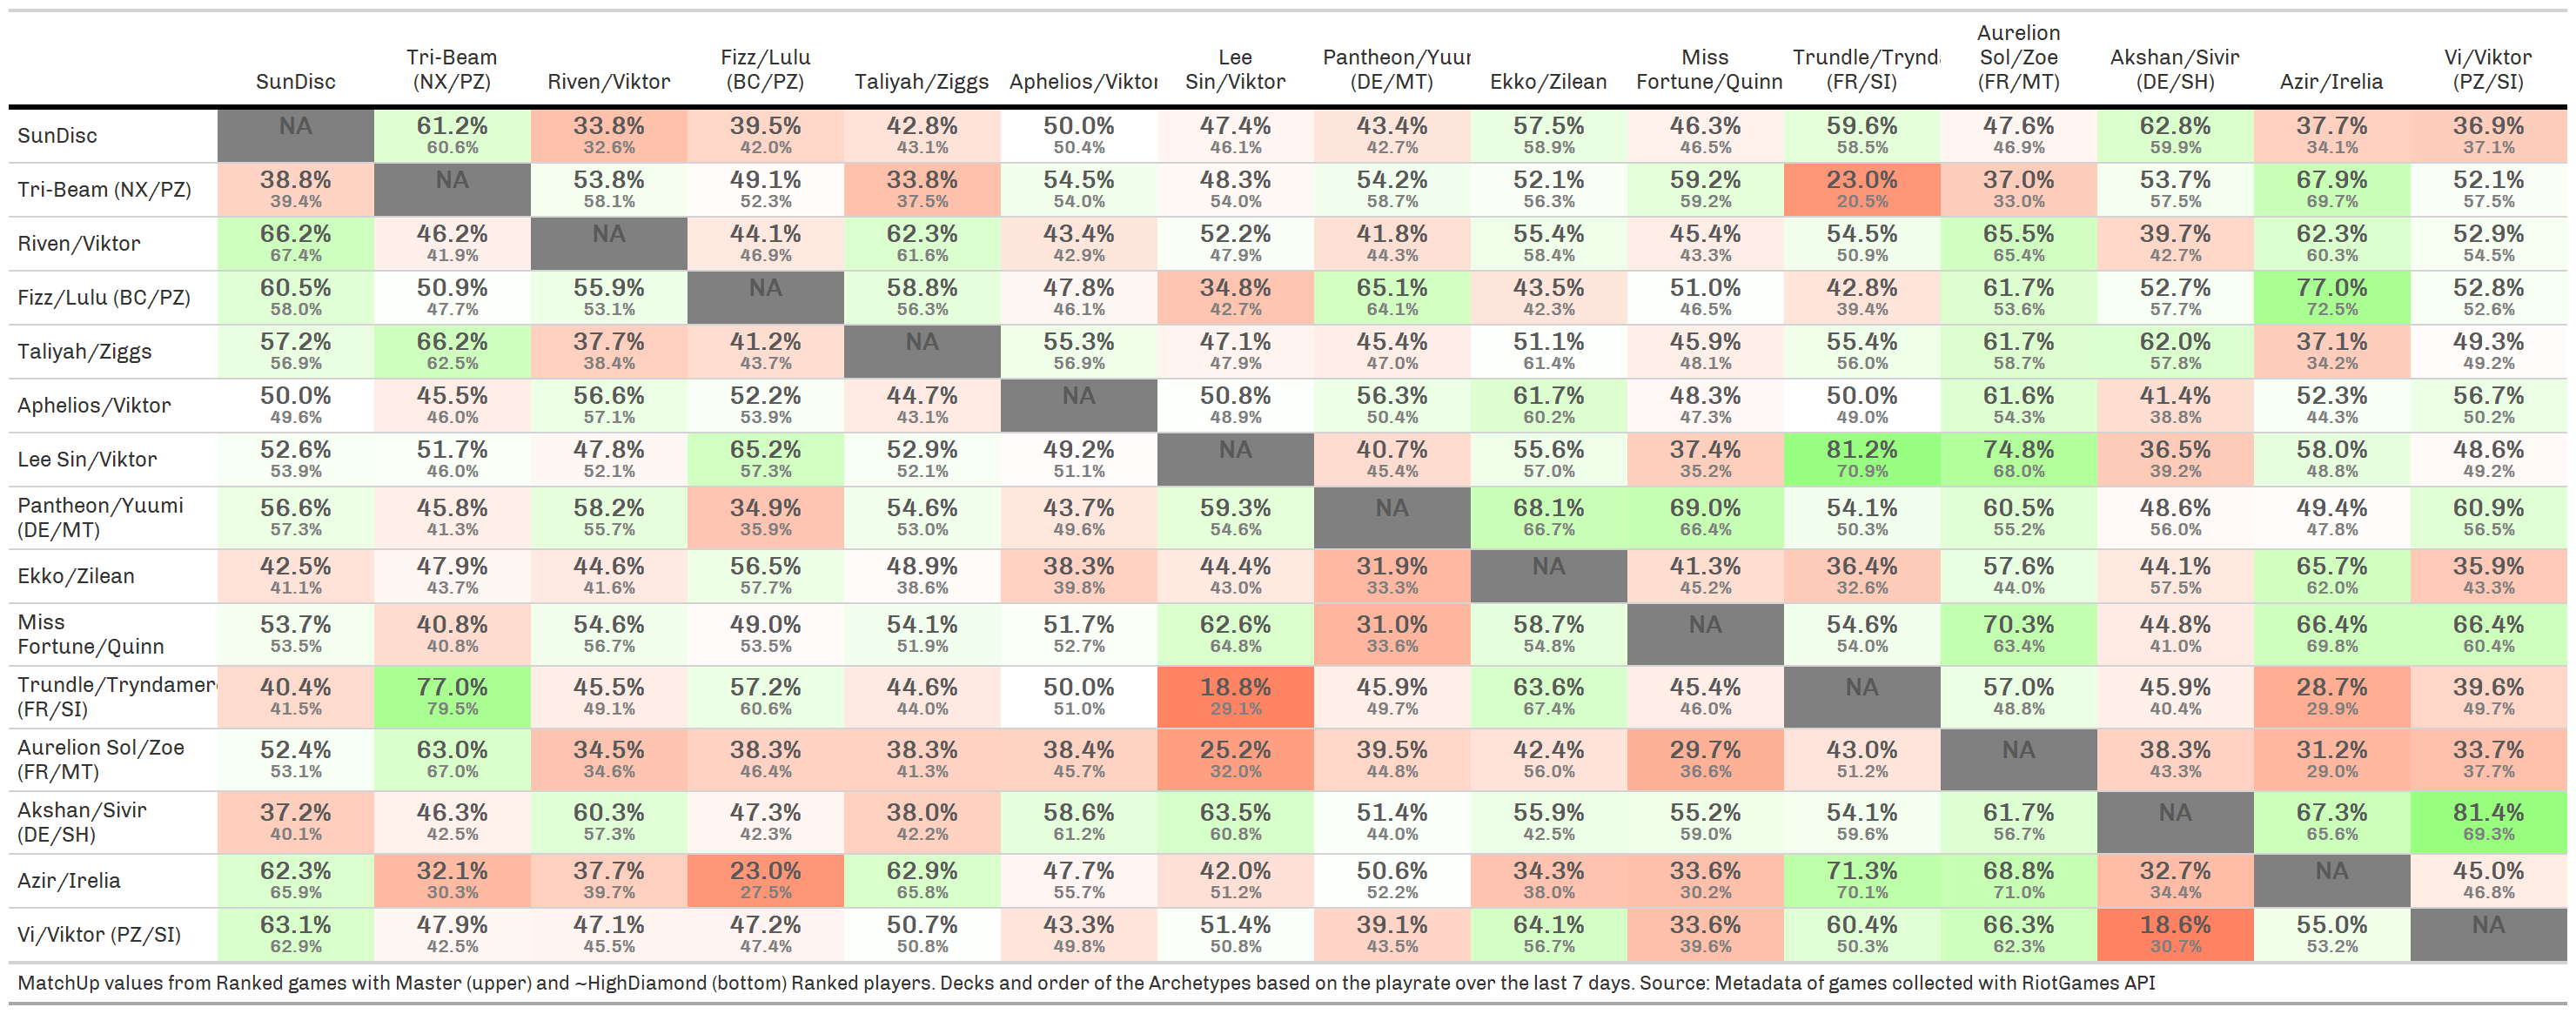 SunDisc Tri-Beam (NX/PZ) Riven/Viktor Fizz/Lulu (BC/PZ) Taliyah/Ziggs Aphelios/Viktor Lee Sin/Viktor Pantheon/Yuur (DE/MT) Ekko/Zilean Miss Fortune/Quinn Trundle/Trynda (FR/SI) Aurelion Sol/Zoe (FR/MT) Akshan/Sivir (DE/SH) Azir/Irelia Vi/Viktor (PZ/SI)
SunDisc NA 61.2% 33.8% 39.5% 42.8% 50.0% 47.4% 43.4% 57.5% 46.3% 59.6% 47.6% 62.8% 37.7% 36.9%
60.6% 32.6% 42.0% 43.1% 50.4% 46.1% 42.7% 58.9% 46.5% 58.5% 46.9% 59.9% 34.1% 37.1%
Tri-Beam (NX/PZ) 38.8% NA 53.8% 49.1% 33.8% 54.5% 48.3% 54.2% 52.1% 59.2% 23.0% 37.0% 53.7% 67.9% 52.1%
39.4% 58.1% 52.3% 37.5% 54.0% 54.0% 58.7% 56.3% 59.2% 20.5% 33.0% 57.5% 69.7% 57.5%
Riven/Viktor 66.2% 46.2% NA 44.1% 62.3% 43.4% 52.2% 41.8% 55.4% 45.4% 54.5% 65.5% 39.7% 62.3% 52.9%
67.4% 41.9% 46.9% 61.6% 42.9% 47.9% 44.3% 58.4% 43.3% 50.9% 65.4% 42.7% 60.3% 54.5%
Fizz/Lulu (BC/PZ) 60.5% 50.9% 55.9% NA 58.8% 47.8% 34.8% 65.1% 43.5% 51.0% 42.8% 61.7% 52.7% 77.0% 52.8%
58.0% 47.7% 53.1% 56.3% 46.1% 42.7% 64.1% 42.3% 46.5% 39.4% 53.6% 57.7% 72.5% 52.6%
Taliyah/Ziggs 57.2% 66.2% 37.7% 41.2% NA 55.3% 47.1% 45.4% 51.1% 45.9% 55.4% 61.7% 62.0% 37.1% 49.3%
56.9% 62.5% 38.4% 43.7% 56.9% 47.9% 47.0% 61.4% 48.1% 56.0% 58.7% 57.8% 34.2% 49.2%
Aphelios/Viktor 50.0% 45.5% 56.6% 52.2% 44.7% NA 50.8% 56.3% 61.7% 48.3% 50.0% 61.6% 41.4% 52.3% 56.7%
49.6% 46.0% 57.1% 53.9% 43.1% 48.9% 50.4% 60.2% 47.3% 49.0% 54.3% 38.8% 44.3% 50.2%
Lee Sin/Viktor 52.6% 51.7% 47.8% 65.2% 52.9% 49.2% NA 40.7% 55.6% 37.4% 81.2% 74.8% 36.5% 58.0% 48.6%
53.9% 46.0% 52.1% 57.3% 52.1% 51.1% 45.4% 57.0% 35.2% 70.9% 68.0% 39.2% 48.8% 49.2%
Pantheon/Yuumi (DE/MT) 56.6% 45.8% 58.2% 34.9% 54.6% 43.7% 59.3% NA 68.1% 69.0% 54.1% 60.5% 48.6% 49.4% 60.9%
57.3% 41.3% 55.7% 35.9% 53.0% 49.6% 54.6% 66.7% 66.4% 50.3% 55.2% 56.0% 47.8% 56.5%
Ekko/Zilean 42.5% 47.9% 44.6% 56.5% 48.9% 38.3% 44.4% 31.9% NA 41.3% 36.4% 57.6% 44.1% 65.7% 35.9%
41.1% 43.7% 41.6% 57.7% 38.6% 39.8% 43.0% 33.3% 45.2% 32.6% 44.0% 57.5% 62.0% 43.3%
Miss Fortune/Quinn 53.7% 40.8% 54.6% 49.0% 54.1% 51.7% 62.6% 31.0% 58.7% NA 54.6% 70.3% 44.8% 66.4% 66.4%
53.5% 40.8% 56.7% 53.5% 51.9% 52.7% 64.8% 33.6% 54.8% 54.0% 63.4% 41.0% 69.8% 60.4%
Trundle/Tryndamer (FR/SI) 40.4% 77.0% 45.5% 57.2% 44.6% 50.0% 18.8% 45.9% 63.6% 45.4% NA 57.0% 45.9% 28.7% 39.6%
41.5% 79.5% 49.1% 60.6% 44.0% 51.0% 29.1% 49.7% 67.4% 46.0% 48.8% 40.4% 29.9% 49.7%
Aurelion Sol/Zoe (FR/MT) 52.4% 63.0% 34.5% 38.3% 38.3% 38.4% 25.2% 39.5% 42.4% 29.7% 43.0% NA 38.3% 31.2% 33.7%
53.1% 67.0% 34.6% 46.4% 41.3% 45.7% 32.0% 44.8% 56.0% 36.6% 51.2% 43.3% 29.0% 37.7%
Akshan/Sivir (DE/SH) 37.2% 46.3% 60.3% 47.3% 38.0% 58.6% 63.5% 51.4% 55.9% 55.2% 54.1% 61.7% NA 67.3% 81.4%
40.1% 42.5% 57.3% 42.3% 42.2% 61.2% 60.8% 44.0% 42.5% 59.0% 59.6% 56.7% 65.6% 69.3%
Azir/Irelia 62.3% 32.1% 37.7% 23.0% 62.9% 47.7% 42.0% 50.6% 34.3% 33.6% 71.3% 68.8% 32.7% NA 45.0%
65.9% 30.3% 39.7% 27.5% 65.8% 55.7% 51.2% 52.2% 38.0% 30.2% 70.1% 71.0% 34.4% 46.8%
Vi/Viktor (PZ/SI) 63.1% 47.9% 47.1% 47.2% 50.7% 43.3% 51.4% 39.1% 64.1% 33.6% 60.4% 66.3% 18.6% 55.0% NA
62.9% 42.5% 45.5% 47.4% 50.8% 49.8% 50.8% 43.5% 56.7% 39.6% 50.3% 62.3% 30.7% 53.2%
MatchUp values from Ranked games with Master (upper) and ~HighDiamond (bottom) Ranked players. Decks and order of the Archetypes based on the playrate over the last 7 days. Source: Metadata of games collected with RiotGames API